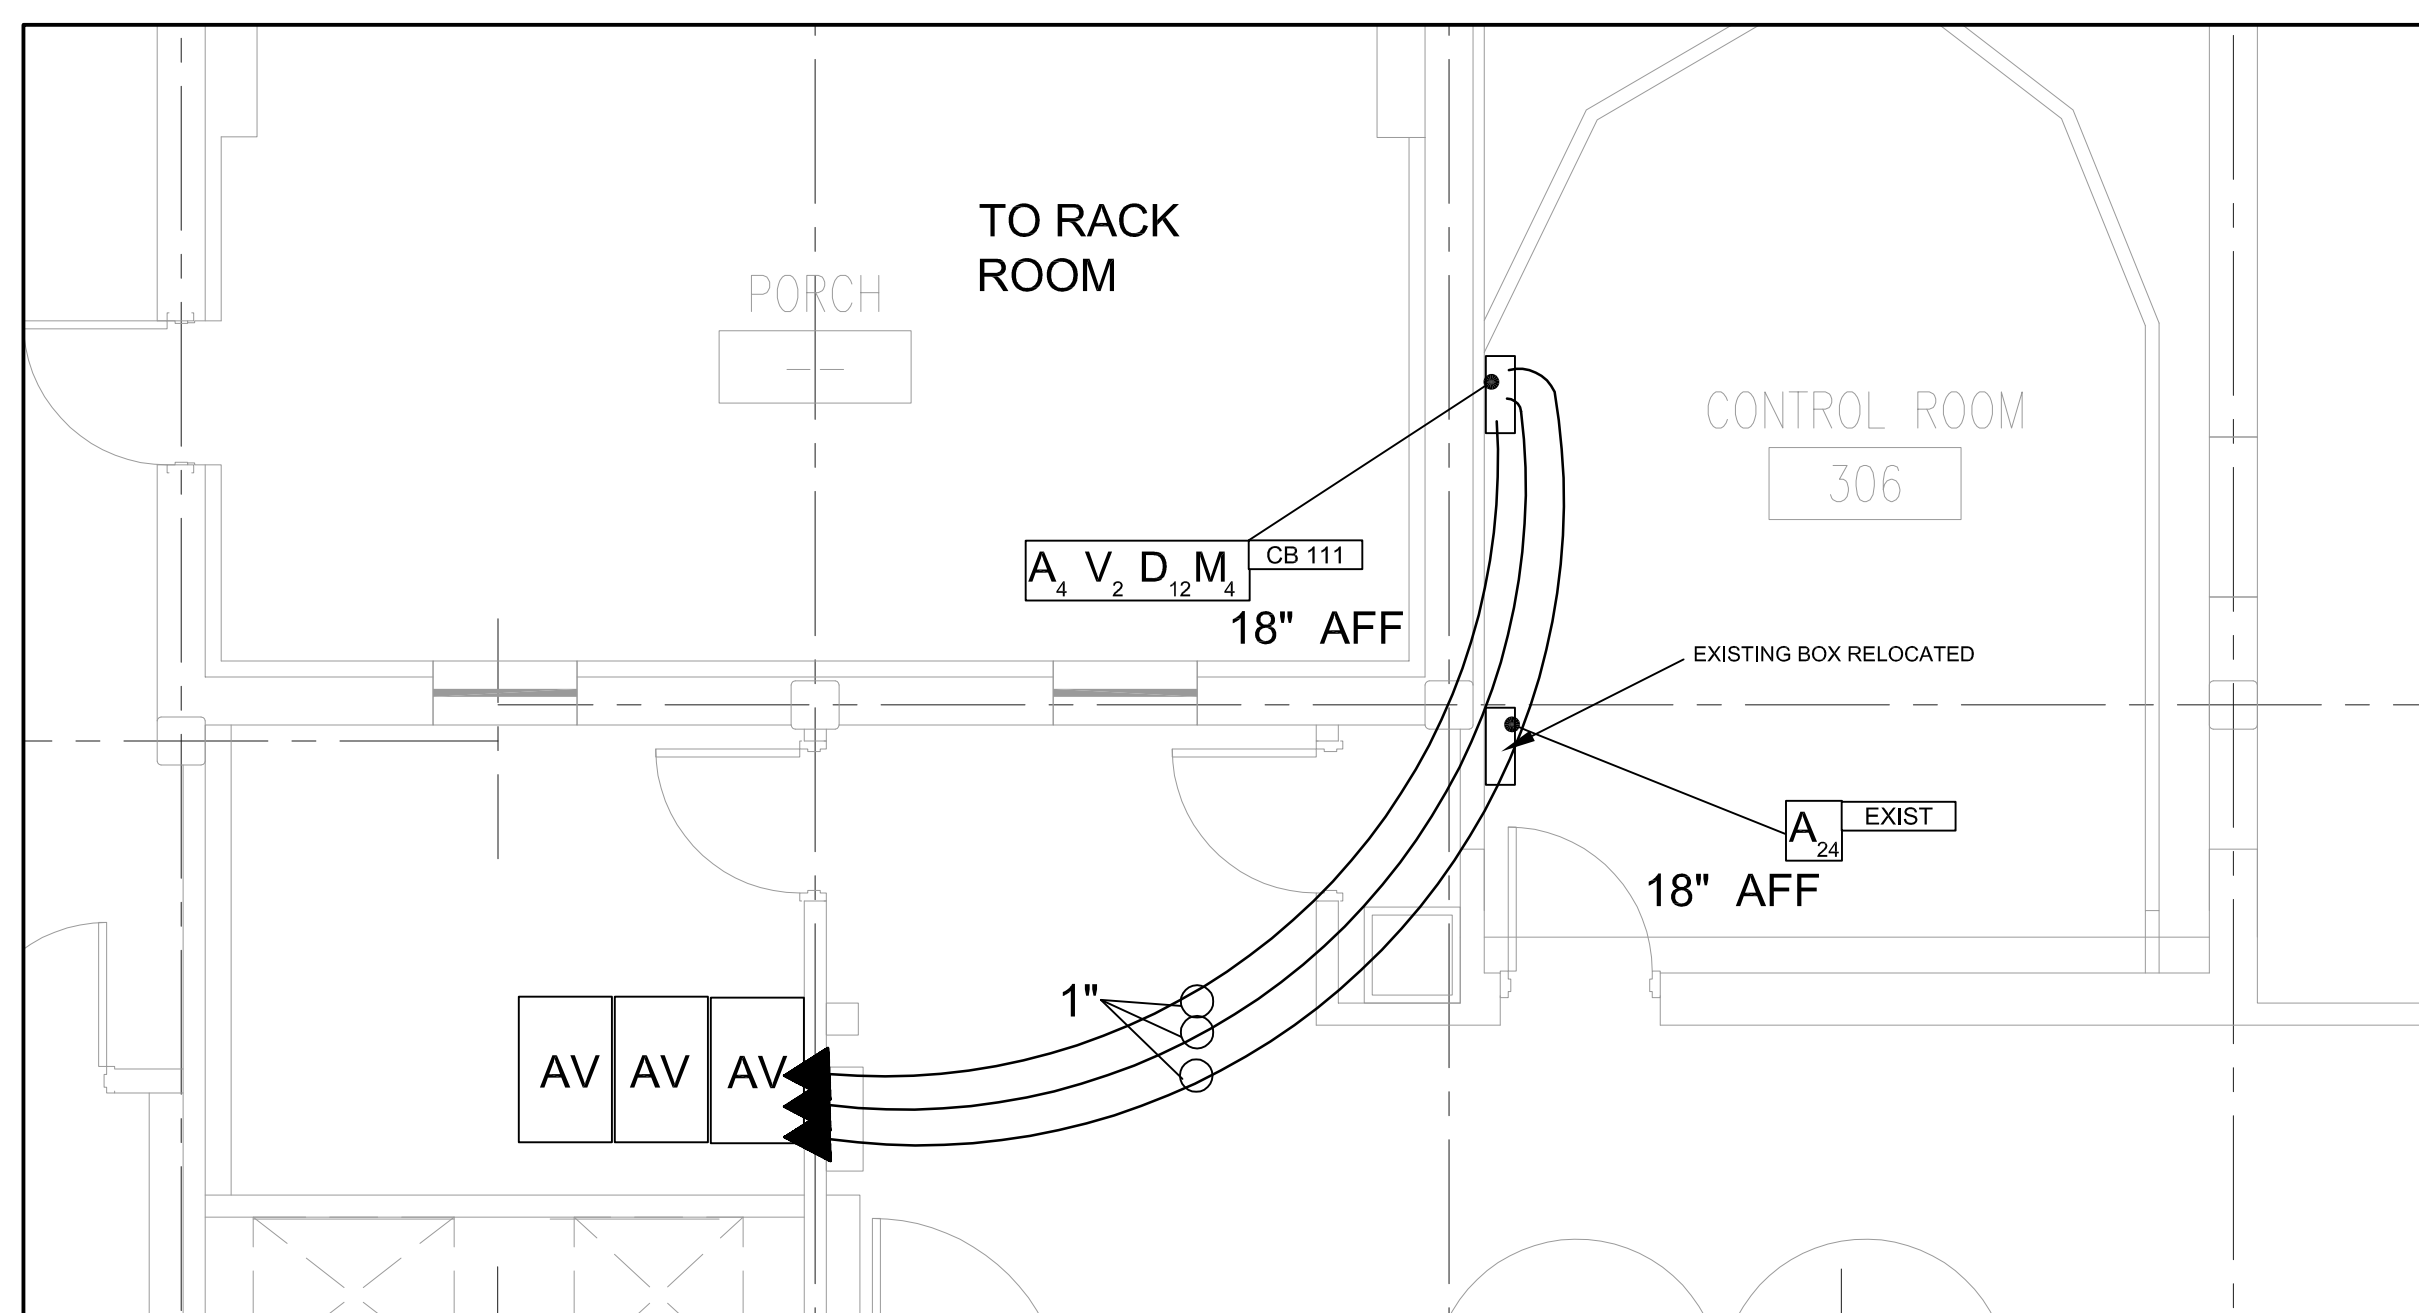 TO RACK
ROOM
PORCH
CONTROL ROOM
306
A4 V2 D12 M4 CB 111
18" AFF
EXISTING BOX RELOCATED
A24 EXIST
18" AFF
1"
AV AV AV